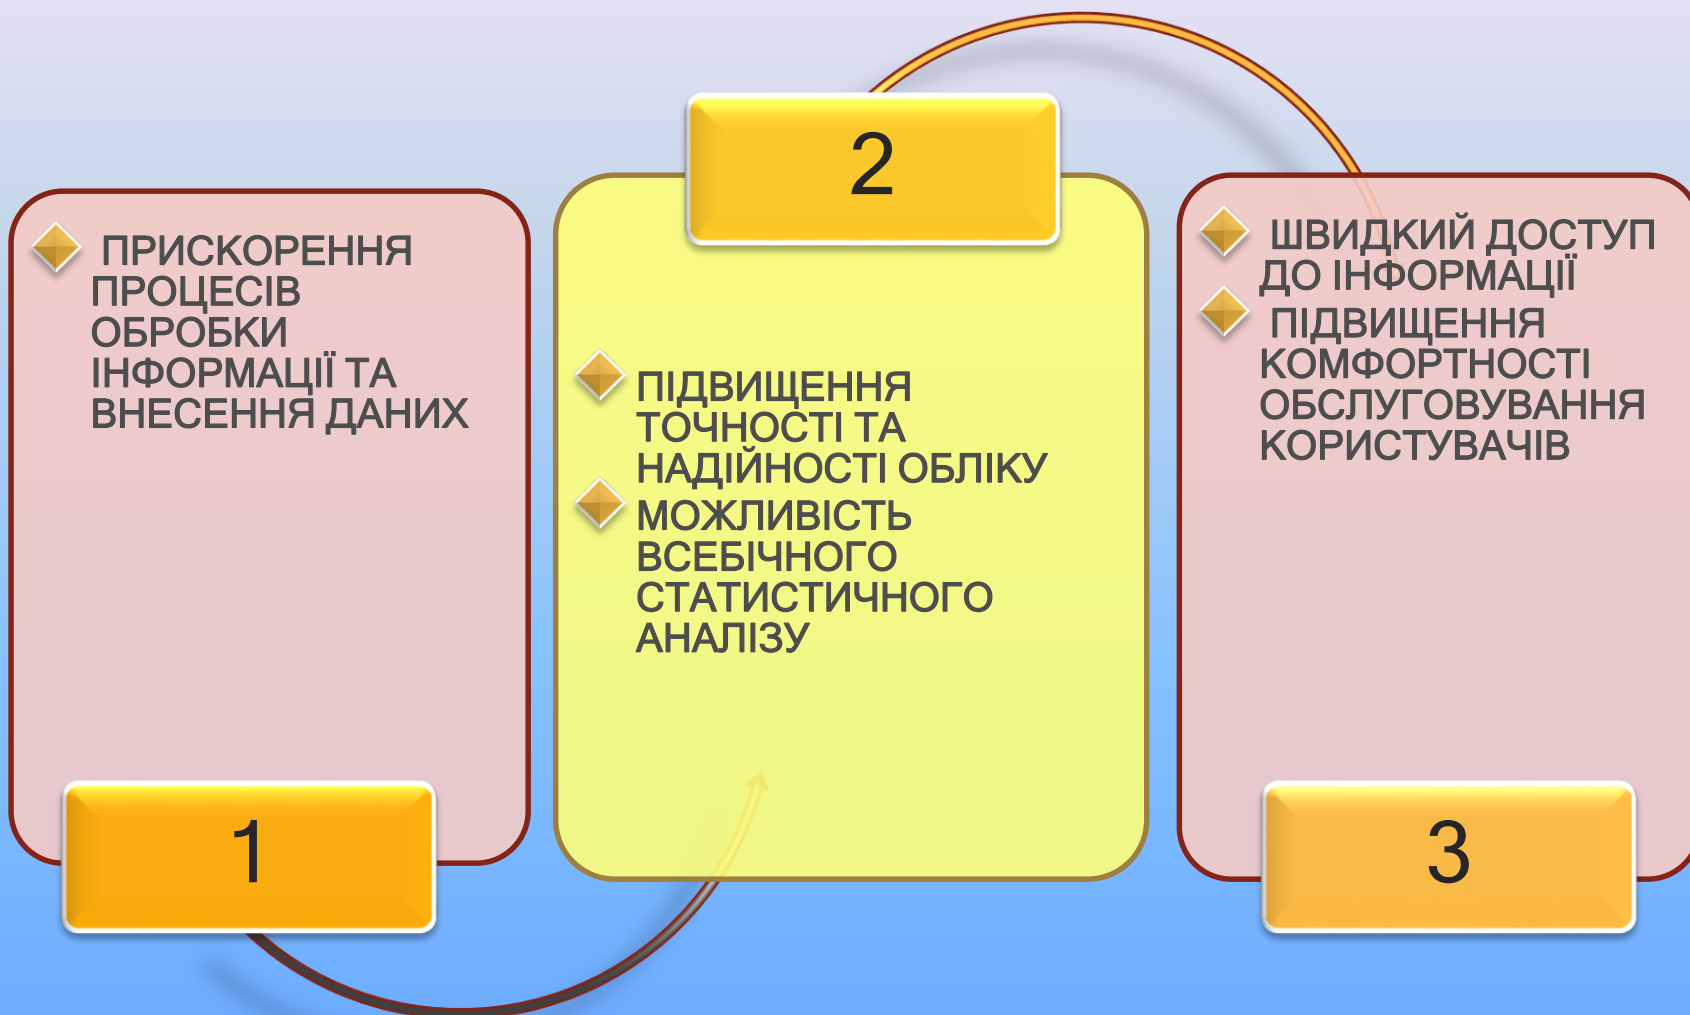 ПРИСКОРЕННЯ
ПРОЦЕСІВ
ОБРОБКИ
ІНФОРМАЦІЇ ТА
ВНЕСЕННЯ ДАНИХ
1
2
ПІДВИЩЕННЯ
ТОЧНОСТІ ТА
НАДІЙНОСТІ ОБЛІКУ
МОЖЛИВІСТЬ
ВСЕБІЧНОГО
СТАТИСТИЧНОГО
АНАЛІЗУ
ШВИДКИЙ ДОСТУП
ДО ІНФОРМАЦІЇ
ПІДВИЩЕННЯ
КОМФОРТНОСТІ
ОБСЛУГОВУВАННЯ
КОРИСТУВАЧІВ
3